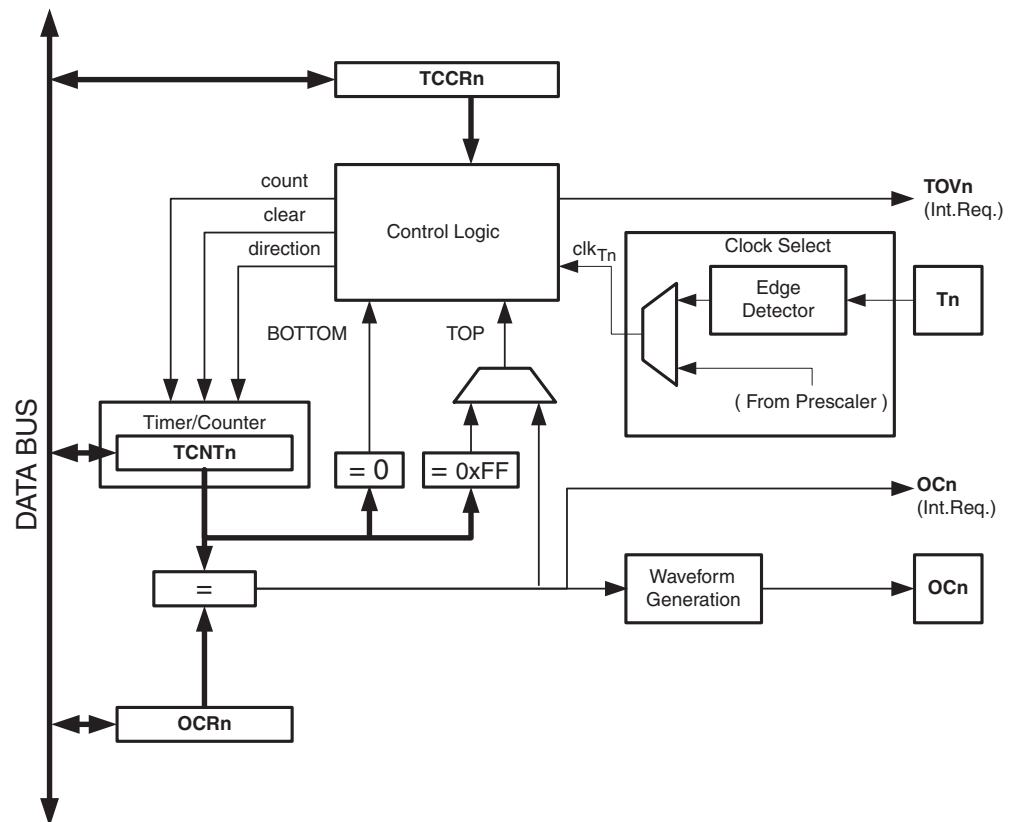 TCCRn
count
clear
direction
Control Logic
TOVn
(Int.Req.)
clkTn
Clock Select
Edge
Detector
Tn
( From Prescaler )
BOTTOM
TOP
Timer/Counter
TCNTn
= 0
= 0xFF
OCn
(Int.Req.)
=
Waveform
Generation
OCn
OCRn
DATA BUS